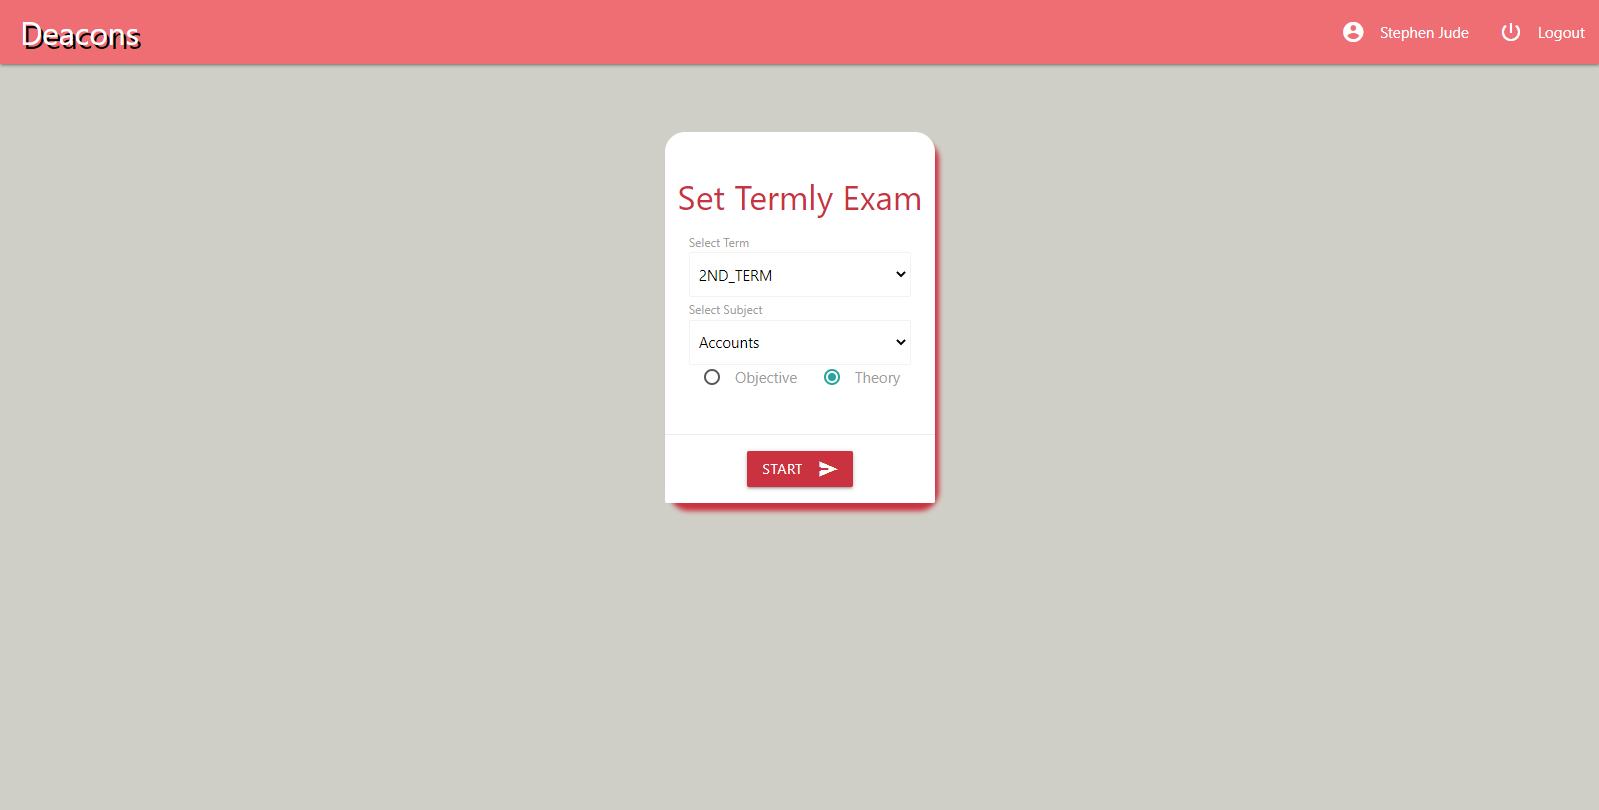 Deacons
Stephen Jude
Logout
Set Termly Exam
Select Term
2ND_TERM
Select Subject
Accounts
Objective Theory
START